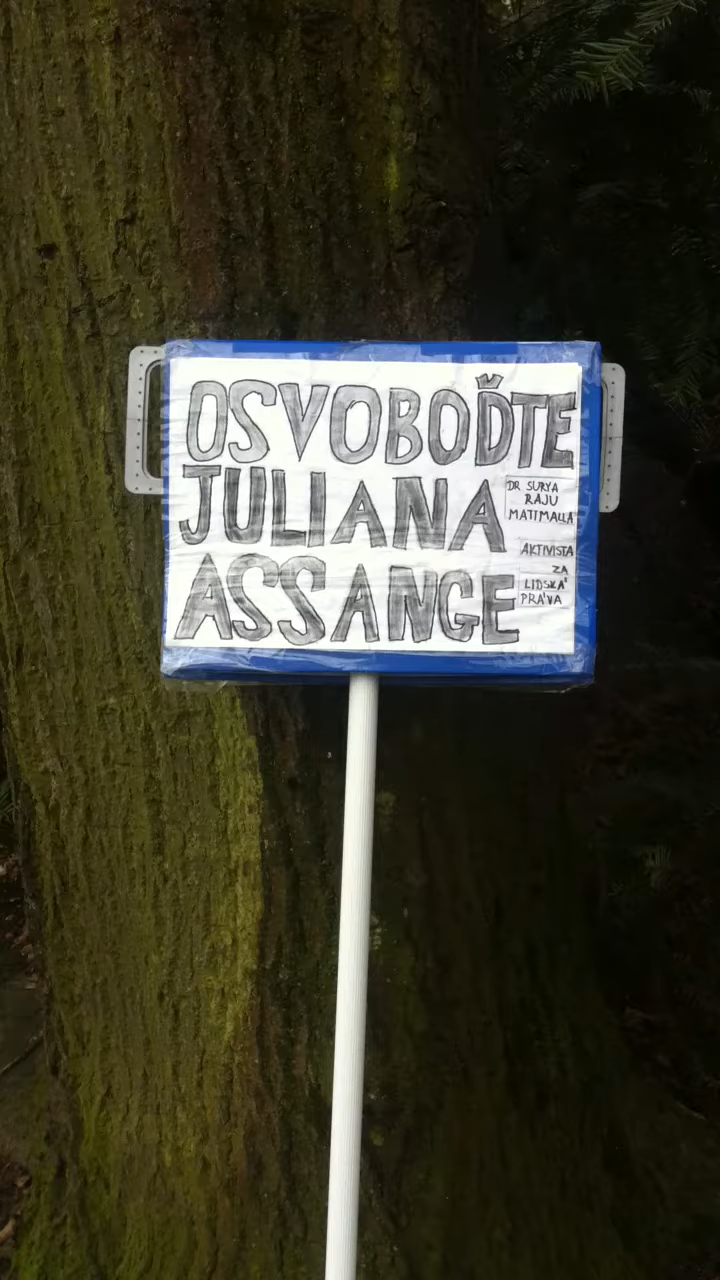 OSVOBOĎTE
JULIANA
ASSANGE
DR SURYA
RAJU
MATIMALLA
AKTIVISTA
ZA
LIDSKÁ
PRÁVA